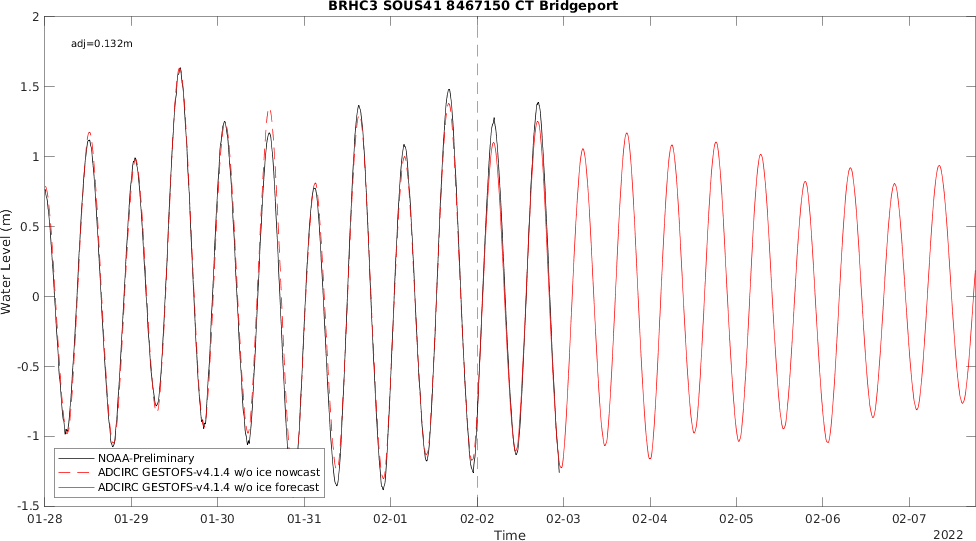 BRHC3 SOUS41 8467150 CT Bridgeport
adj=0.132m
2
1.5
1
0.5
0
-0.5
-1
-1.5
Water Level (m)
NOAA-Preliminary
ADCIRC GESTOFS-v4.1.4 w/o ice nowcast
ADCIRC GESTOFS-v4.1.4 w/o ice forecast
01-28 01-29 01-30 01-31 02-01 02-02 02-03 02-04 02-05 02-06 02-07
Time
2022